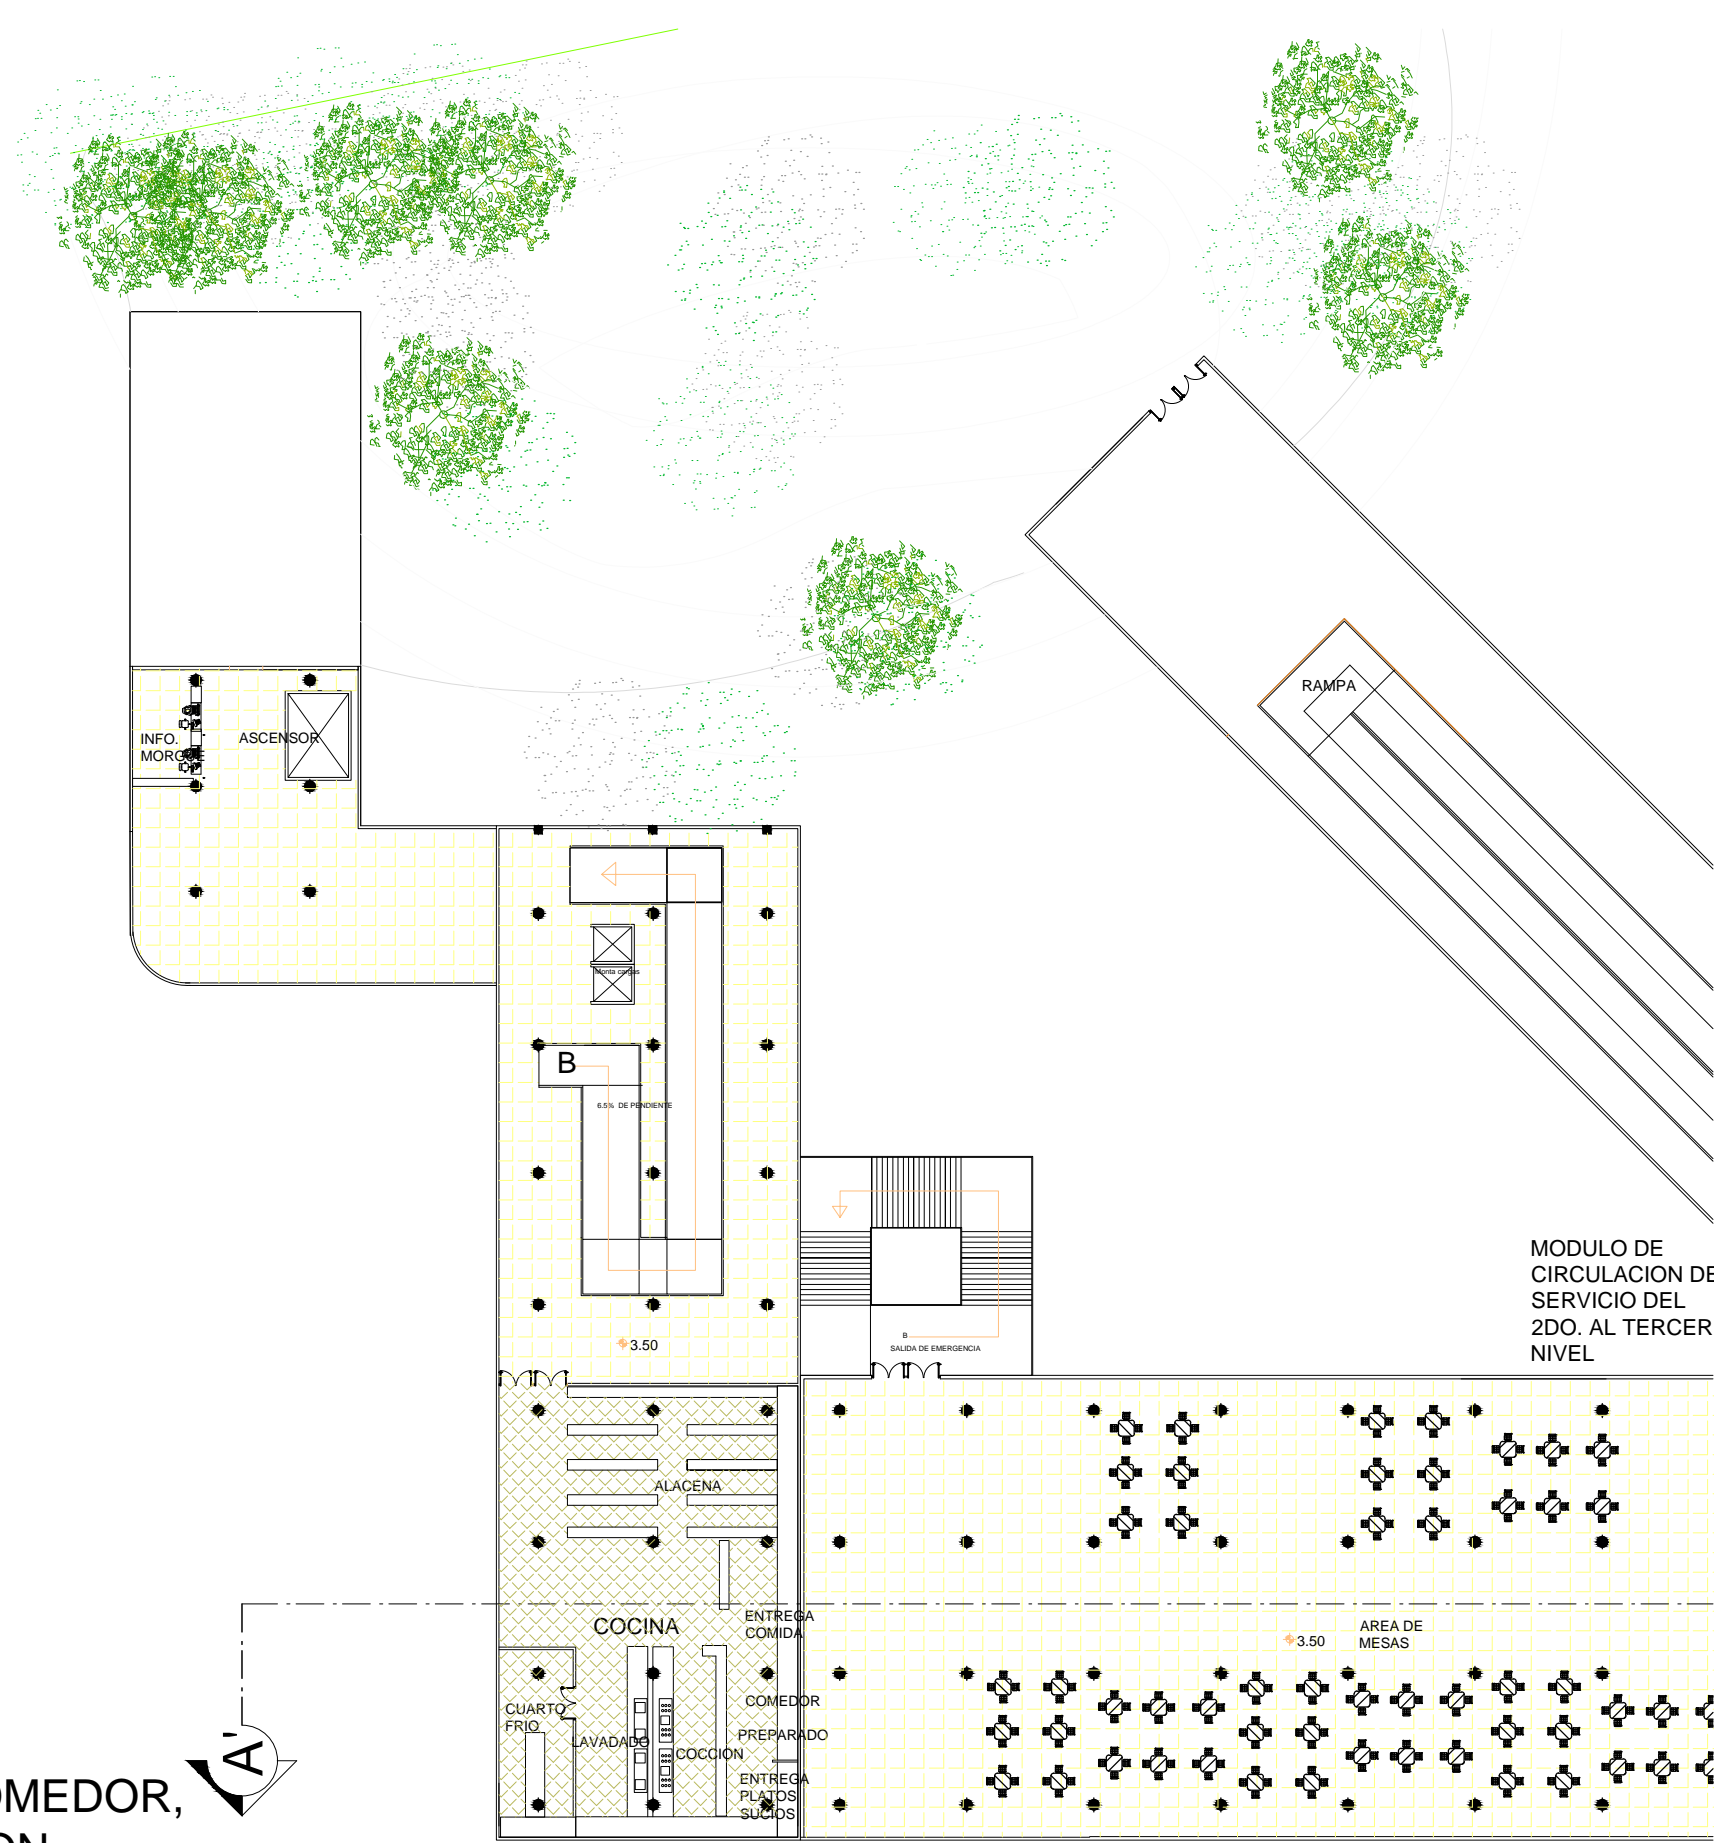 RAMPA
INFO.
MORGUE
ASCENSOR
Monta cargas
B
6.5% DE PENDIENTE
MODULO DE
CIRCULACION DE
SERVICIO DEL
2DO. AL TERCER
NIVEL
B
SALIDA DE EMERGENCIA
3.50
ALACENA
COCINA
ENTREGA
COMIDA
3.50
AREA DE
MESAS
CUARTO
FRIO
COMEDOR
LAVADADO
PREPARADO
COCCION
ENTREGA
PLATOS
SUCIOS
A'
OMEDOR,